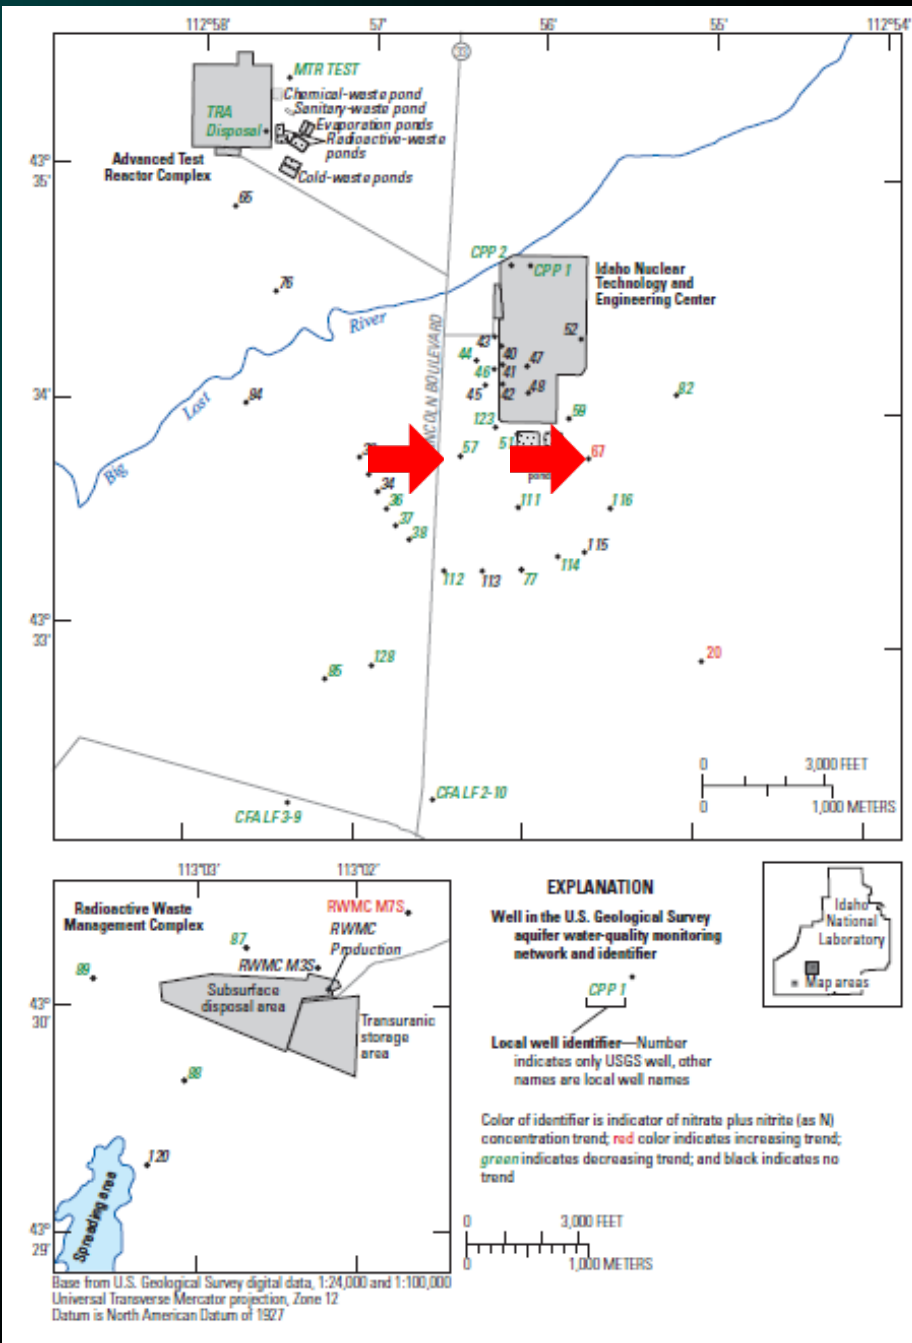 112°58'
57'
56'
55'
112°54'
33
MTR TEST
Chemical-waste pond
Sanitary-waste pond
TRA
Disposal
Evaporation ponds
Radioactive-waste
ponds
Cold-waste ponds
Advanced Test
Reactor Complex
43°
35'
65
CPP 2
CPP 1
Idaho Nuclear
Technology and
Engineering Center
76
River
52
43
40
47
44
41
46
45
42
48
LINCOLN BOULEVARD
34'
84
Lost
82
59
123
51
57
67
Big
34
36
111
116
37
38
115
114
112
113
77
43°
33'
128
85
20
0
3,000 FEET
0
1,000 METERS
CFA LF 2-10
CFA LF 3-9
113°03'
113°02'
Radioactive Waste
Management Complex
RWMC M7S
87
RWMC
Production
RWMC M3S
89
Subsurface
disposal area
43°
30'
Transuranic
storage
area
88
120
Spreading area
43°
29'
EXPLANATION
Well in the U.S. Geological Survey
aquifer water-quality monitoring
network and identifier
CPP 1
Local well identifier—Number
indicates only USGS well, other
names are local well names
Idaho
National
Laboratory
Map areas
Color of identifier is indicator of nitrate plus nitrite (as N)
concentration trend; red color indicates increasing trend;
green indicates decreasing trend; and black indicates no
trend
0
3,000 FEET
0
1,000 METERS
Base from U.S. Geological Survey digital data, 1:24,000 and 1:100,000
Universal Transverse Mercator projection, Zone 12
Datum is North American Datum of 1927